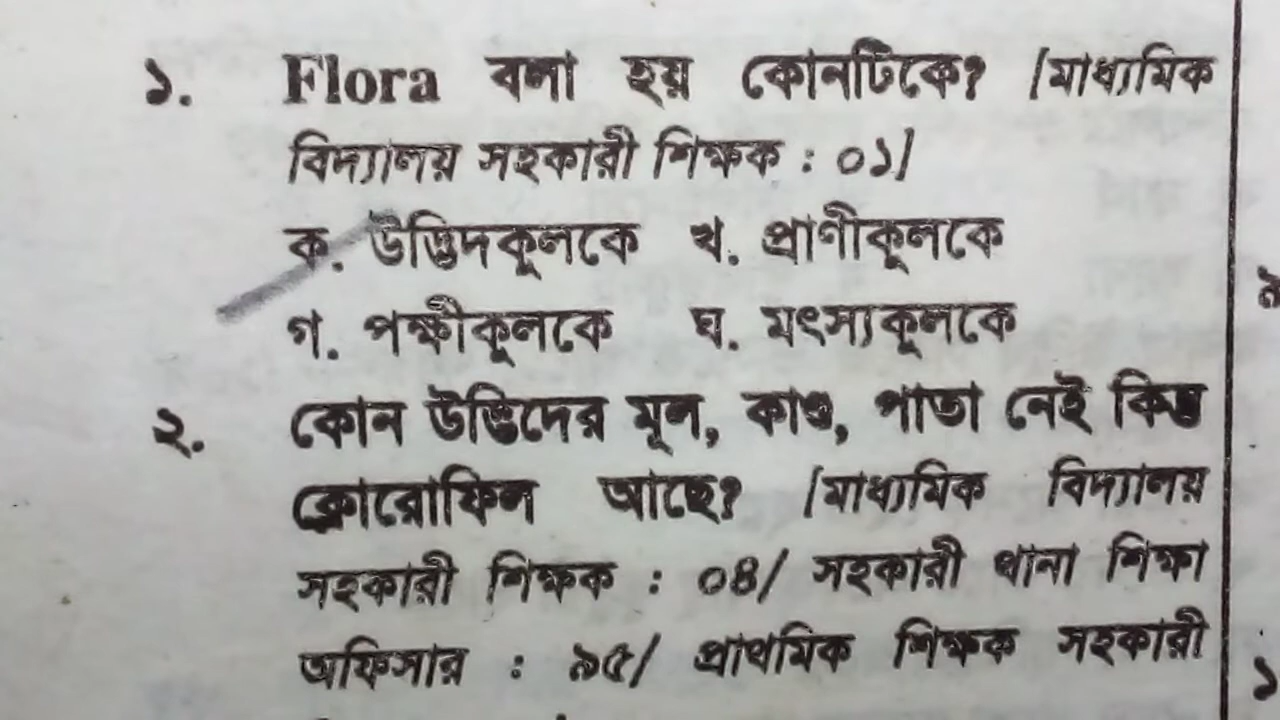 ১. Flora বলা হয় কোনটিকে? [মাধ্যমিক
বিদ্যালয় সহকারী শিক্ষক : ০১]
ক. উদ্ভিদকূলকে খ. প্রাণীকূলকে
গ. পক্ষীকূলকে ঘ. মৎস্যকূলকে
২. কোন উদ্ভিদের মূল, কাণ্ড, পাতা নেই কিন্তু
ক্লোরোফিল আছে? [মাধ্যমিক বিদ্যালয়
সহকারী শিক্ষক : ০৪/ সহকারী থানা শিক্ষা
অফিসার : ৯৫/ প্রাথমিক শিক্ষক সহকারী